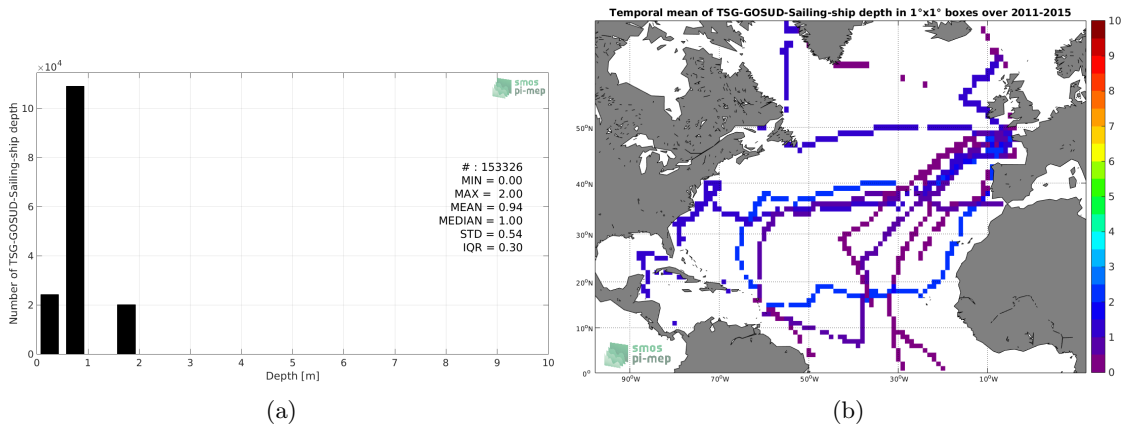 ×10⁴
10
8
6
4
2
0
0 1 2 3 4 5 6 7 8 9 10
Number of TSG-GOSUD-Sailing-ship depth
Depth [m]
smos
pi-mep
# : 153326
MIN = 0.00
MAX = 2.00
MEAN = 0.94
MEDIAN = 1.00
STD = 0.54
IQR = 0.30
(a)
Temporal mean of TSG-GOSUD-Sailing-ship depth in 1°x1° boxes over 2011-2015
50°N
40°N
30°N
20°N
10°N
0°
90°W 70°W 50°W 29°W 10°W
smos
pi-mep
10
9
8
7
6
5
4
3
2
1
0
(b)